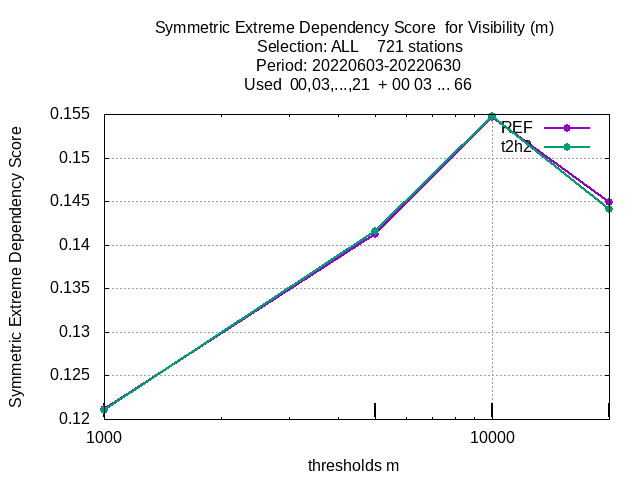 Symmetric Extreme Dependency Score  for Visibility (m)
Selection: ALL    721 stations
Period: 20220603-20220630
Used  00,03,...,21  + 00 03 ... 66
Symmetric Extreme Dependency Score
0.155
0.15
0.145
0.14
0.135
0.13
0.125
0.12
REF
t2h2
1000
10000
thresholds m